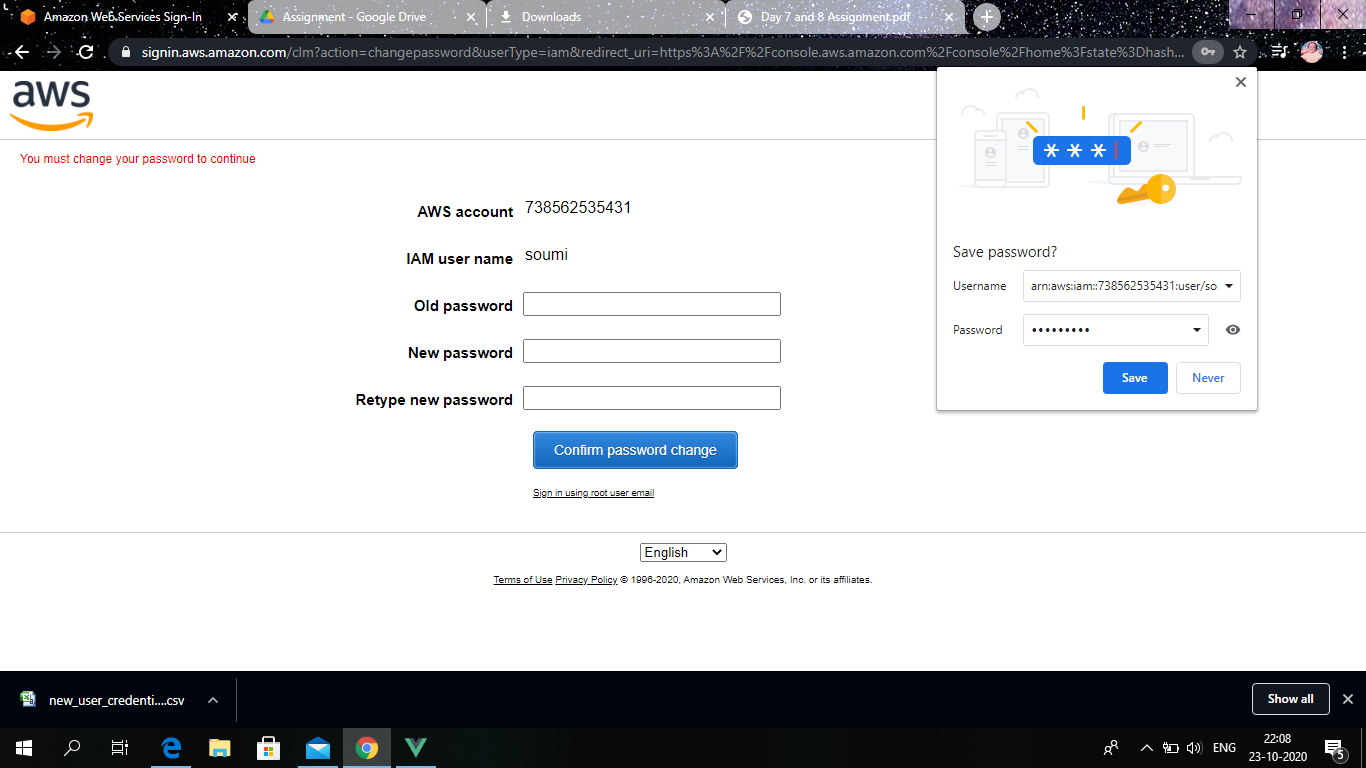 Amazon Web Services Sign-In
Assignment - Google Drive
Downloads
Day 7 and 8 Assignment.pdf
signin.aws.amazon.com/clm?action=changepassword&userType=iam&redirect_uri=https%3A%2F%2Fconsole.aws.amazon.com%2Fconsole%2Fhome%3Fstate%3Dhash...
aws
You must change your password to continue
AWS account 738562535431
IAM user name soumi
Old password
New password
Retype new password
Confirm password change
Sign in using root user email
English
Terms of Use Privacy Policy © 1996-2020, Amazon Web Services, Inc. or its affiliates.
* * *
Save password?
Username arn:aws:iam::738562535431:user/so
Password •••••••••
Save Never
new_user_credenti....csv
Show all
ENG
22:08
23-10-2020
5